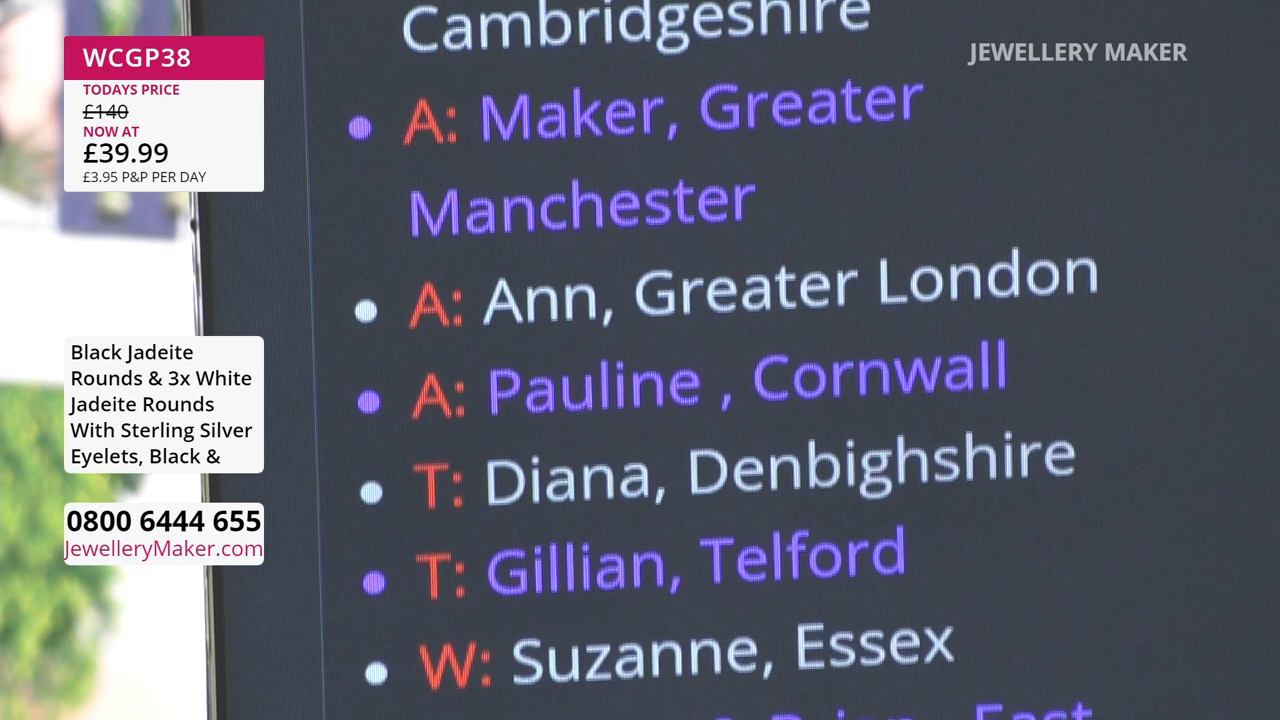 WCGP38
TODAYS PRICE
£140
NOW AT
£39.99
£3.95 P&P PER DAY
Black Jadeite
Rounds & 3x White
Jadeite Rounds
With Sterling Silver
Eyelets, Black &
0800 6444 655
JewelleryMaker.com
JEWELLERY MAKER
Cambridgeshire
A: Maker, Greater
Manchester
A: Ann, Greater London
A: Pauline , Cornwall
T: Diana, Denbighshire
T: Gillian, Telford
W: Suzanne, Essex
East